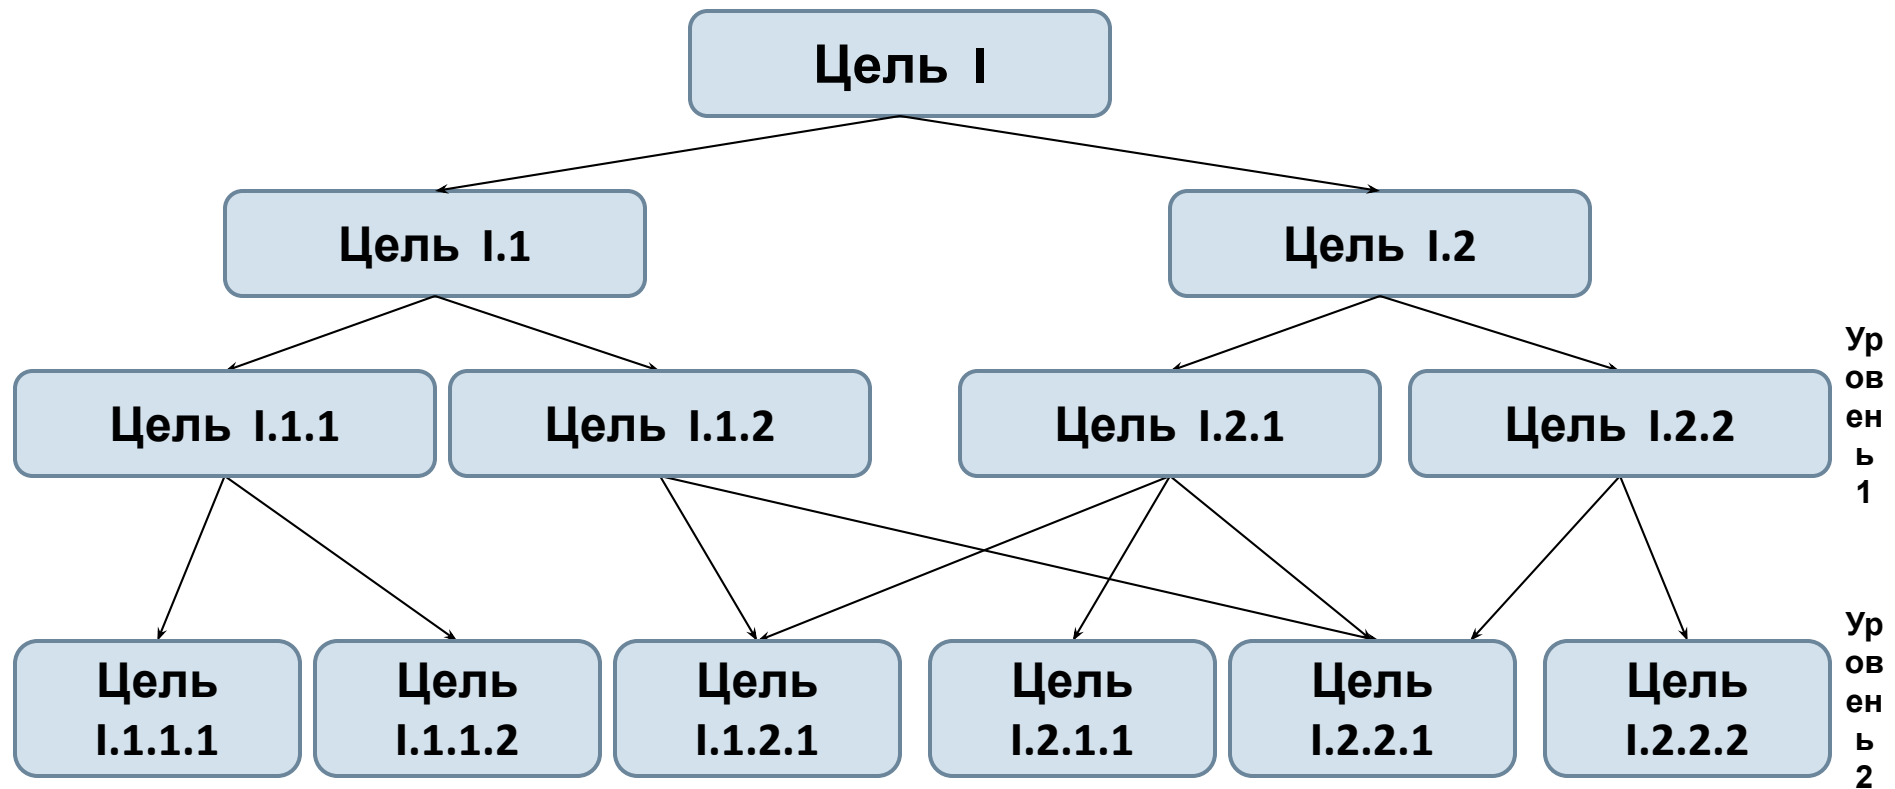 Цель I
Цель I.1
Цель I.2
Цель I.1.1
Цель I.1.2
Цель I.2.1
Цель I.2.2
Ур
ов
ен
ь
1
Цель
I.1.1.1
Цель
I.1.1.2
Цель
I.1.2.1
Цель
I.2.1.1
Цель
I.2.2.1
Цель
I.2.2.2
Ур
ов
ен
ь
2